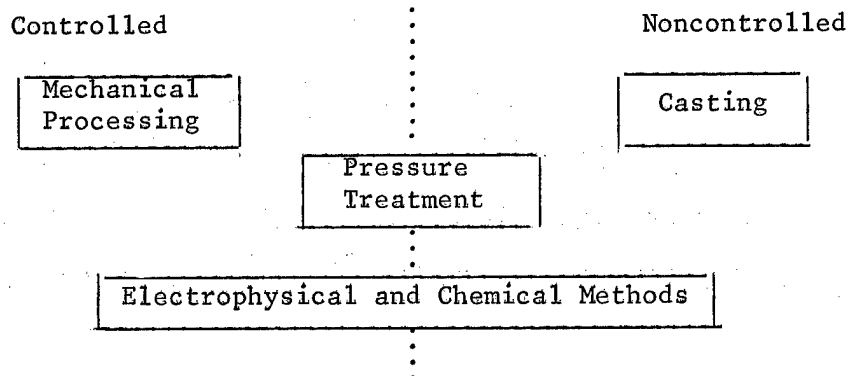 Controlled
Noncontrolled
Mechanical
Processing
Casting
Pressure
Treatment
Electrophysical and Chemical Methods